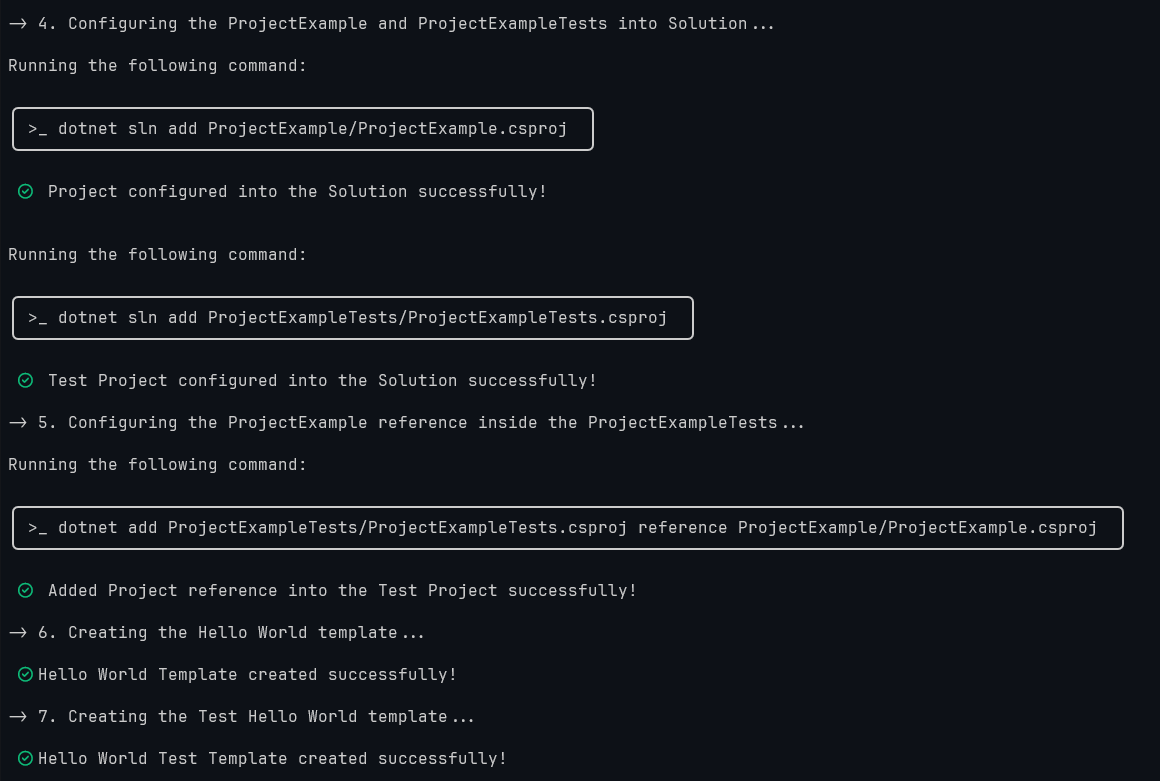 → 4. Configuring the ProjectExample and ProjectExampleTests into Solution...
Running the following command:
>_ dotnet sln add ProjectExample/ProjectExample.csproj
Project configured into the Solution successfully!
Running the following command:
>_ dotnet sln add ProjectExampleTests/ProjectExampleTests.csproj
Test Project configured into the Solution successfully!
→ 5. Configuring the ProjectExample reference inside the ProjectExampleTests...
Running the following command:
>_ dotnet add ProjectExampleTests/ProjectExampleTests.csproj reference ProjectExample/ProjectExample.csproj
Added Project reference into the Test Project successfully!
→ 6. Creating the Hello World template...
Hello World Template created successfully!
→ 7. Creating the Test Hello World template...
Hello World Test Template created successfully!